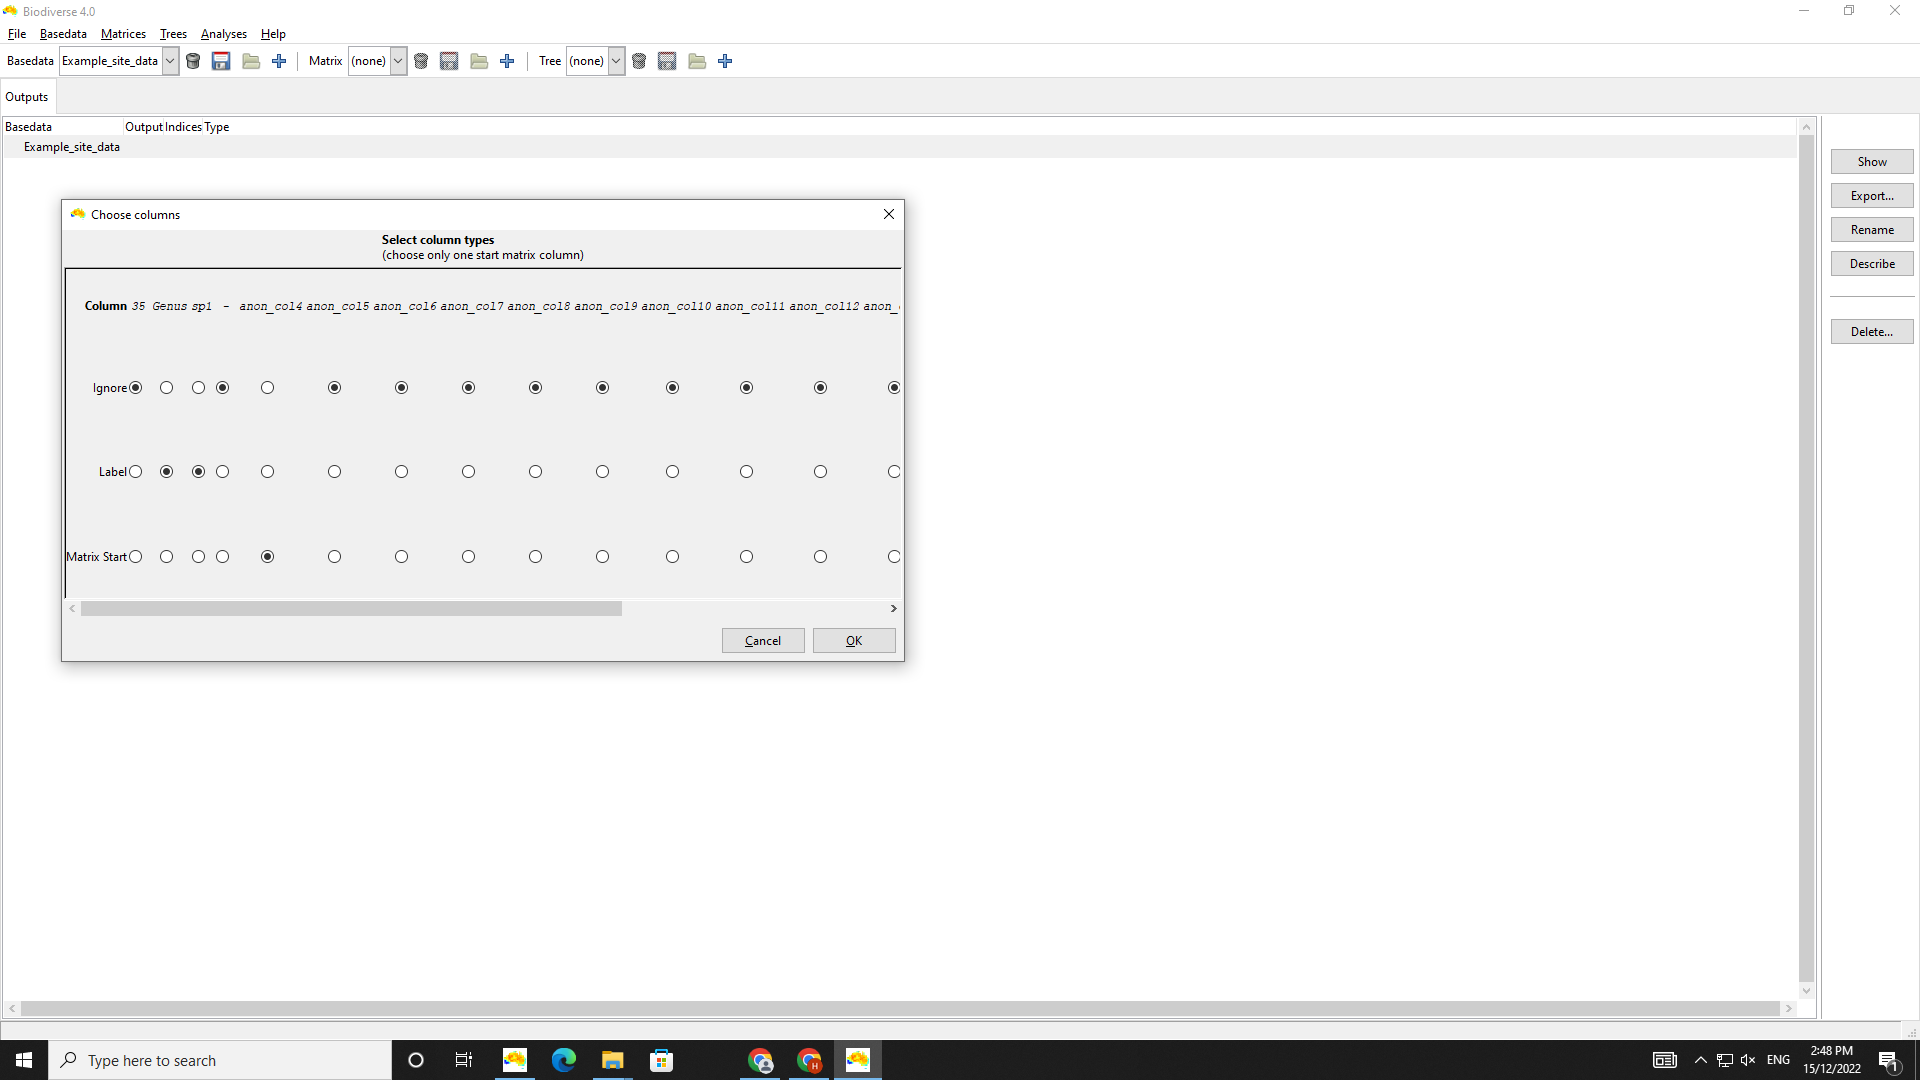 Biodiverse 4.0
File Basedata Matrices Trees Analyses Help
Basedata Example_site_data Matrix (none) Tree (none)
Outputs
Basedata Output Indices Type
Example_site_data
Show
Export...
Rename
Describe
Delete...
Choose columns
Select column types
(choose only one start matrix column)
Column 35 Genus sp1 - anon_col4 anon_col5 anon_col6 anon_col7 anon_col8 anon_col9 anon_col10 anon_col11 anon_col12 anon_
Ignore
Label
Matrix Start
Cancel OK
Type here to search
H
ENG
2:48 PM
15/12/2022
1